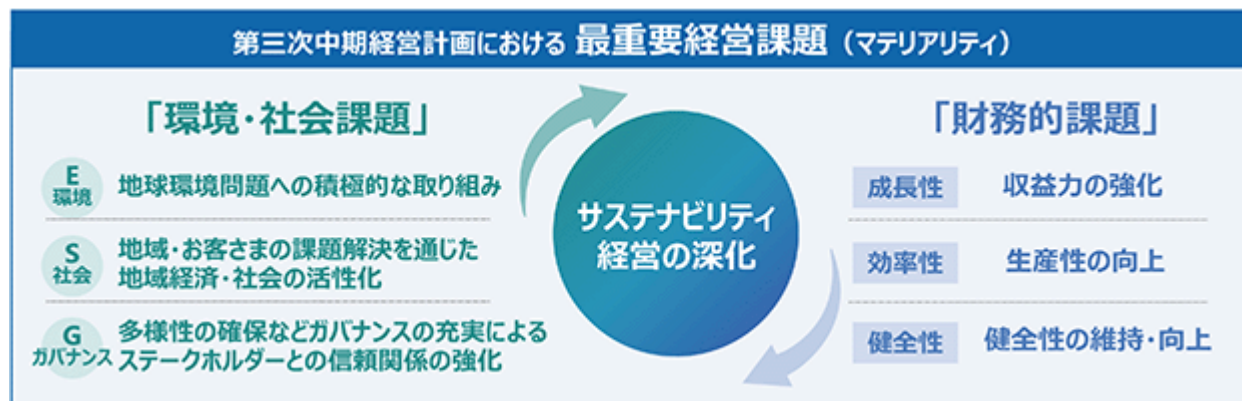 第三次中期経営計画における 最重要経営課題（マテリアリティ）
「環境・社会課題」
E
環境
地球環境問題への積極的な取り組み
S
社会
地域・お客さまの課題解決を通じた
地域経済・社会の活性化
G
ガバナンス
多様性の確保などガバナンスの充実による
ステークホルダーとの信頼関係の強化
サステナビリティ
経営の深化
「財務的課題」
成長性 収益力の強化
効率性 生産性の向上
健全性 健全性の維持・向上